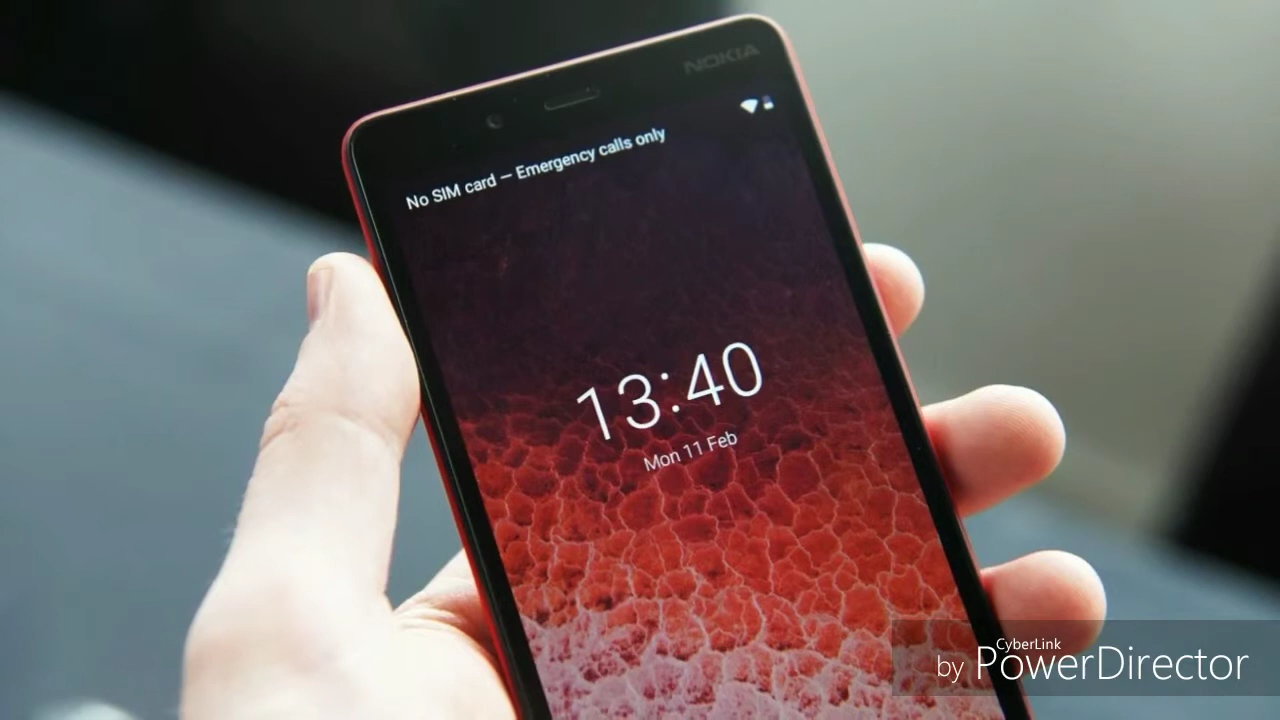 NOKIA
No SIM card — Emergency calls only
13:40
Mon 11 Feb
CyberLink
by PowerDirector